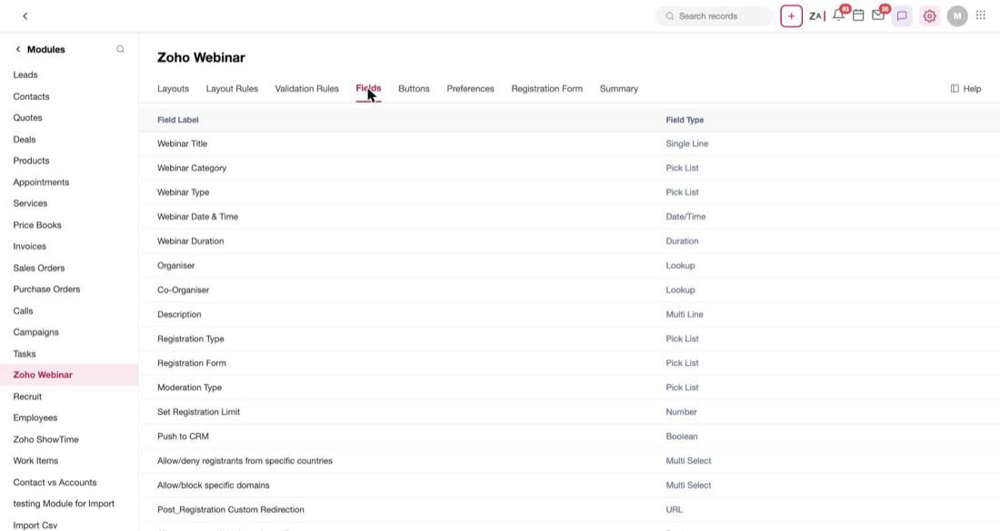 Search records
+
ZA
83
25
M
Modules
Leads
Contacts
Quotes
Deals
Products
Appointments
Services
Price Books
Invoices
Sales Orders
Purchase Orders
Calls
Campaigns
Tasks
Zoho Webinar
Recruit
Employees
Zoho ShowTime
Work Items
Contact vs Accounts
testing Module for Import
Import Csv
Zoho Webinar
Layouts Layout Rules Validation Rules Fields Buttons Preferences Registration Form Summary Help
Field Label Field Type
Webinar Title Single Line
Webinar Category Pick List
Webinar Type Pick List
Webinar Date & Time Date/Time
Webinar Duration Duration
Organiser Lookup
Co-Organiser Lookup
Description Multi Line
Registration Type Pick List
Registration Form Pick List
Moderation Type Pick List
Set Registration Limit Number
Push to CRM Boolean
Allow/deny registrants from specific countries Multi Select
Allow/block specific domains Multi Select
Post_Registration Custom Redirection URL